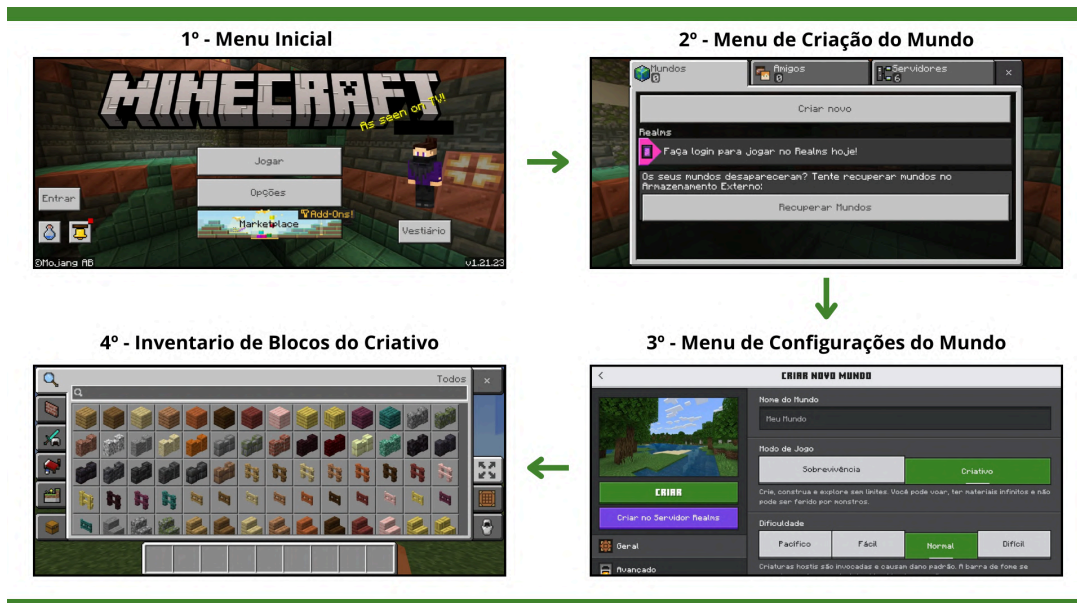 1º - Menu Inicial
MINECRAFT
As seen on TV!
Jogar
Opções
Add-Ons!
Marketplace
Entrar
Vestiário
©Mojang AB
v1.21.23
2º - Menu de Criação do Mundo
Mundos
0
Amigos
0
Servidores
6
Criar novo
Realms
Faça login para jogar no Realms hoje!
Os seus mundos desapareceram? Tente recuperar mundos no
Armazenamento Externo:
Recuperar Mundos
3º - Menu de Configurações do Mundo
CRIAR NOVO MUNDO
Nome do Mundo
Meu Mundo
Modo de Jogo
Sobrevivência
Criativo
Crie, construa e explore sem limites. Você pode voar, ter materiais infinitos e não
pode ser ferido por monstros.
CRIAR
Criar no Servidor Realms
Dificuldade
Pacífico
Fácil
Normal
Difícil
Geral
Avançado
Criaturas hostis são invocadas e causam dano padrão. A barra de fome se
4º - Inventario de Blocos do Criativo
Todos